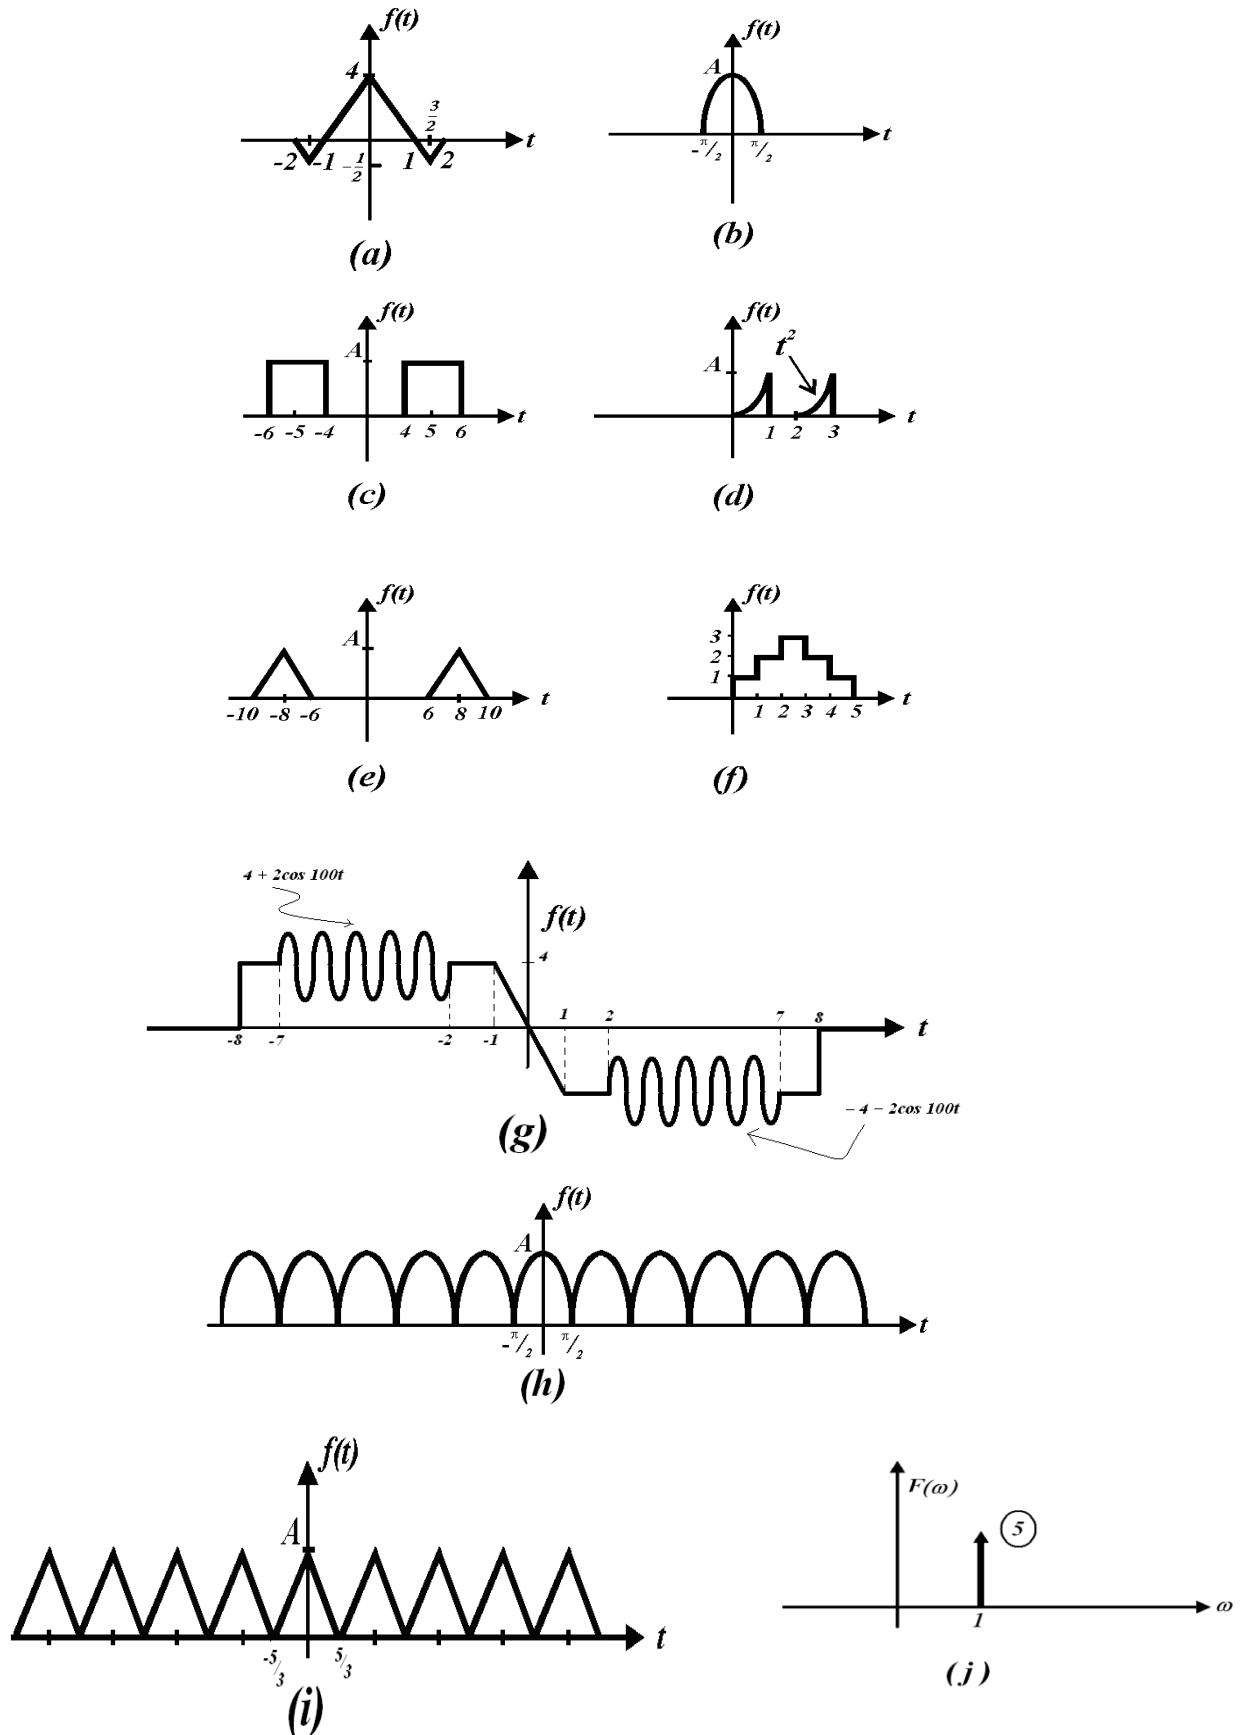 f(t) f(t)
4 3/2 A
t t
-2 -1 -1/2 1 2 -π/2 π/2
(a) (b)
f(t) f(t)
A A t²
t t
-6 -5 -4 4 5 6 1 2 3
(c) (d)
f(t) f(t)
A 3
2
1
t t
-10 -8 -6 6 8 10 1 2 3 4 5
(e) (f)
4 + 2cos 100t
f(t)
4
1 2 7 8
t
-8 -7 -2 -1
– 4 – 2cos 100t
(g)
f(t)
A
t
-π/2 π/2
(h)
f(t) F(ω)
A 5
t ω
-5/3 5/3 1
(i) (j)